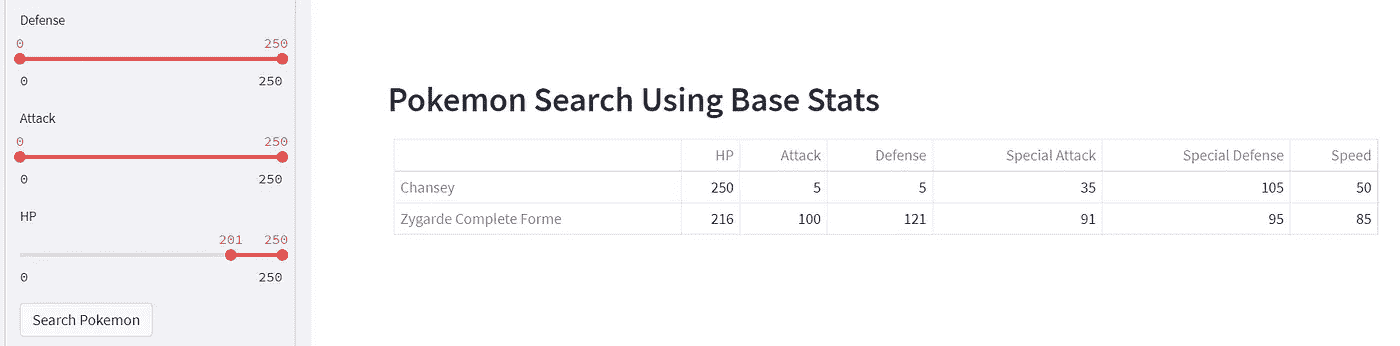 Defense
0 250
0 250
Attack
0 250
0 250
HP
201 250
0 250
Search Pokemon
Pokemon Search Using Base Stats
HP Attack Defense Special Attack Special Defense Speed
Chansey 250 5 5 35 105 50
Zygarde Complete Forme 216 100 121 91 95 85